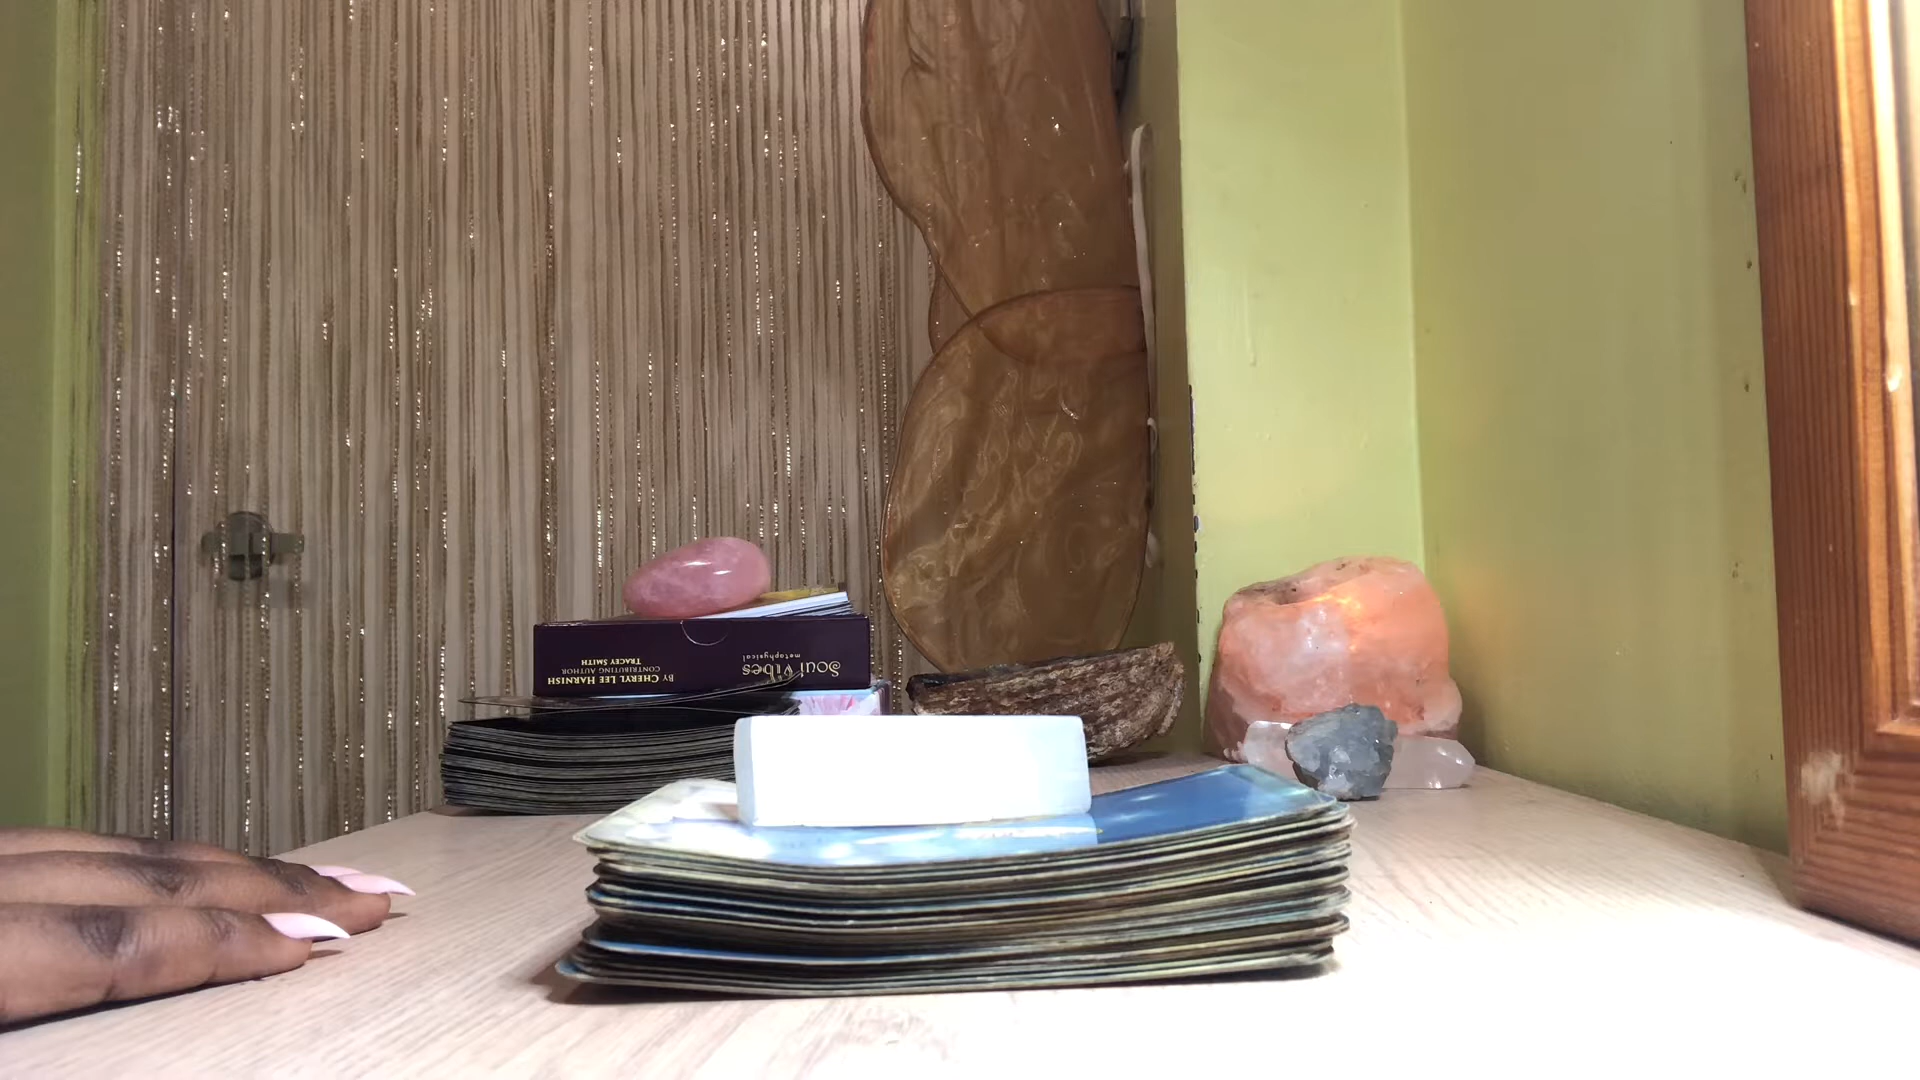 Soul Vibes
metaphysical
BY CHERYL LEE HARNISH
CONTRIBUTING AUTHOR
TRACEY SMITH